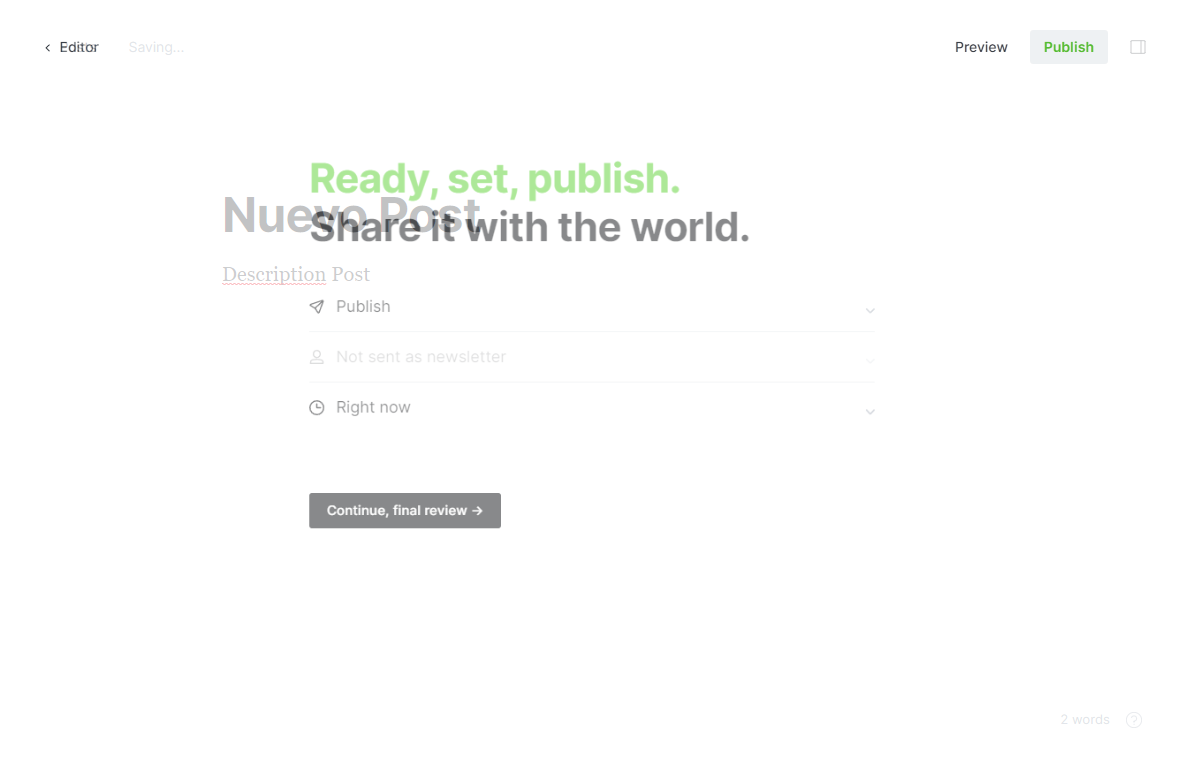 Editor
Saving...
Preview
Publish
Ready, set, publish.
Nuevo Post
Share it with the world.
Description Post
Publish
Not sent as newsletter
Right now
Continue, final review →
2 words
?